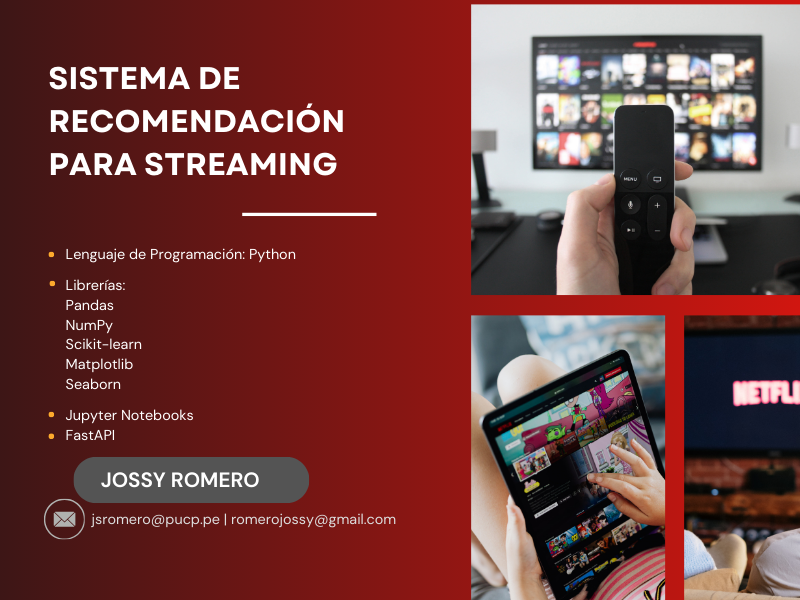 SISTEMA DE
RECOMENDACIÓN
PARA STREAMING
Lenguaje de Programación: Python
Librerías:
Pandas
NumPy
Scikit-learn
Matplotlib
Seaborn
Jupyter Notebooks
FastAPI
JOSSY ROMERO
jsromero@pucp.pe | romerojossy@gmail.com
MENU